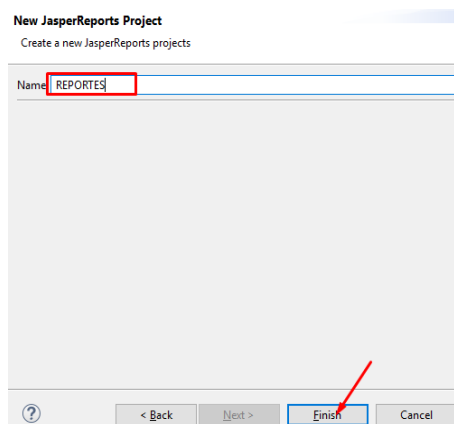 New JasperReports Project
Create a new JasperReports projects
Name REPORTES
?
< Back Next > Finish Cancel